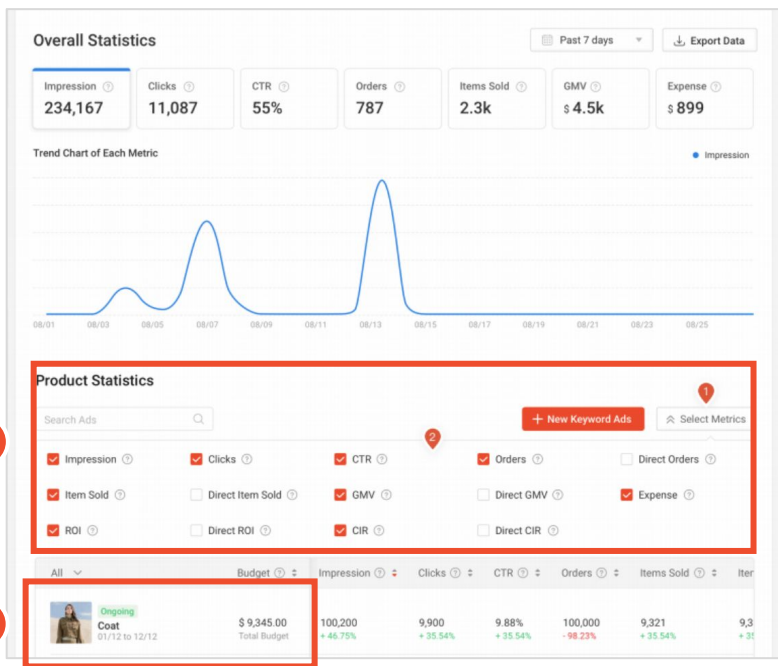 Overall Statistics
Past 7 days
Export Data
Impression
234,167
Clicks
11,087
CTR
55%
Orders
787
Items Sold
2.3k
GMV
$ 4.5k
Expense
$ 899
Trend Chart of Each Metric
Impression
08/01 08/03 08/05 08/07 08/09 08/11 08/13 08/15 08/17 08/19 08/21 08/23 08/25
Product Statistics
1
Search Ads
+ New Keyword Ads
Select Metrics
2
Impression Clicks CTR Orders Direct Orders
Item Sold Direct Item Sold GMV Direct GMV Expense
ROI Direct ROI CIR Direct CIR
All Budget Impression Clicks CTR Orders Items Sold
Ongoing
Coat
01/12 to 12/12
$ 9,345.00
Total Budget
100,200 9,900 9.88% 100,000 9,321
+ 46.75% + 35.54% + 35.54% - 98.23% + 35.54%